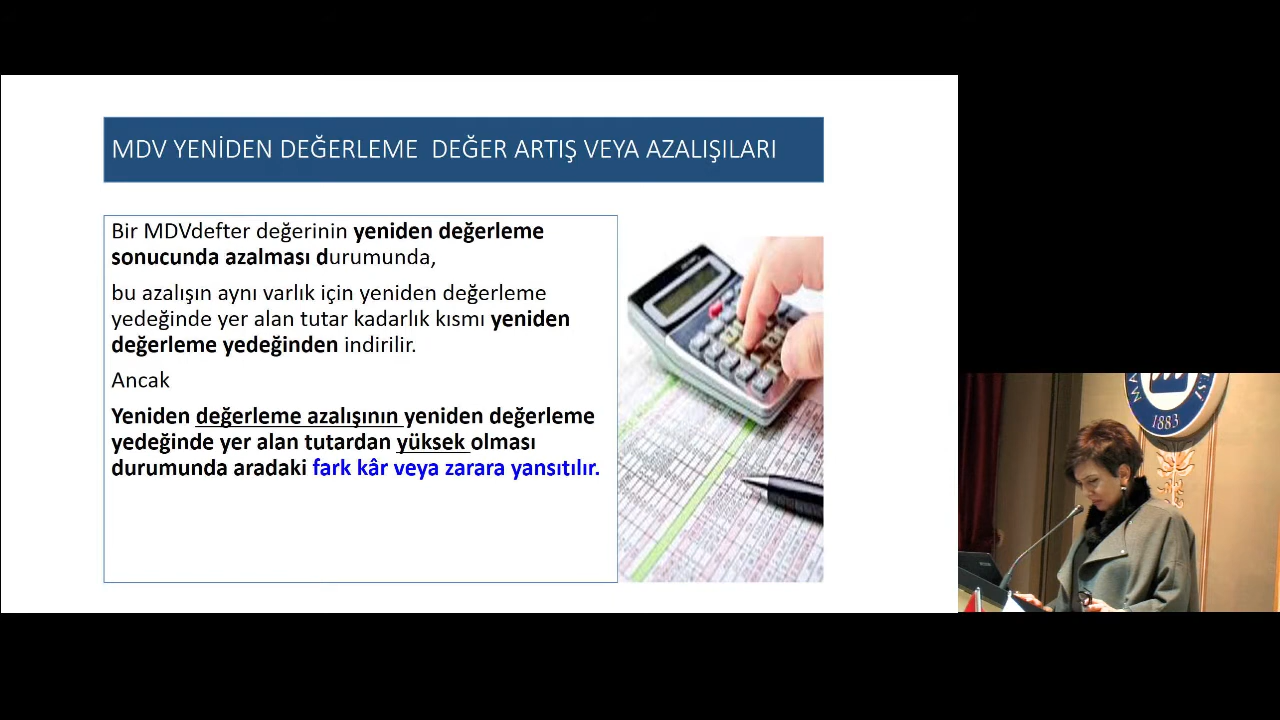 MDV YENİDEN DEĞERLEME  DEĞER ARTIŞ VEYA AZALIŞILARI
Bir MDVdefter değerinin yeniden değerleme
sonucunda azalması durumunda,
bu azalışın aynı varlık için yeniden değerleme
yedeğinde yer alan tutar kadarlık kısmı yeniden
değerleme yedeğinden indirilir.
Ancak
Yeniden değerleme azalışının yeniden değerleme
yedeğinde yer alan tutardan yüksek olması
durumunda aradaki fark kâr veya zarara yansıtılır.
1883